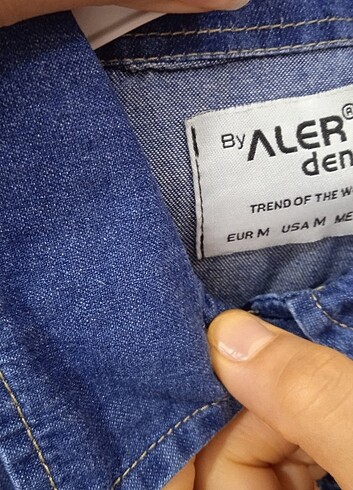 By ALER®
den
TREND OF THE W
EUR M USA M ME